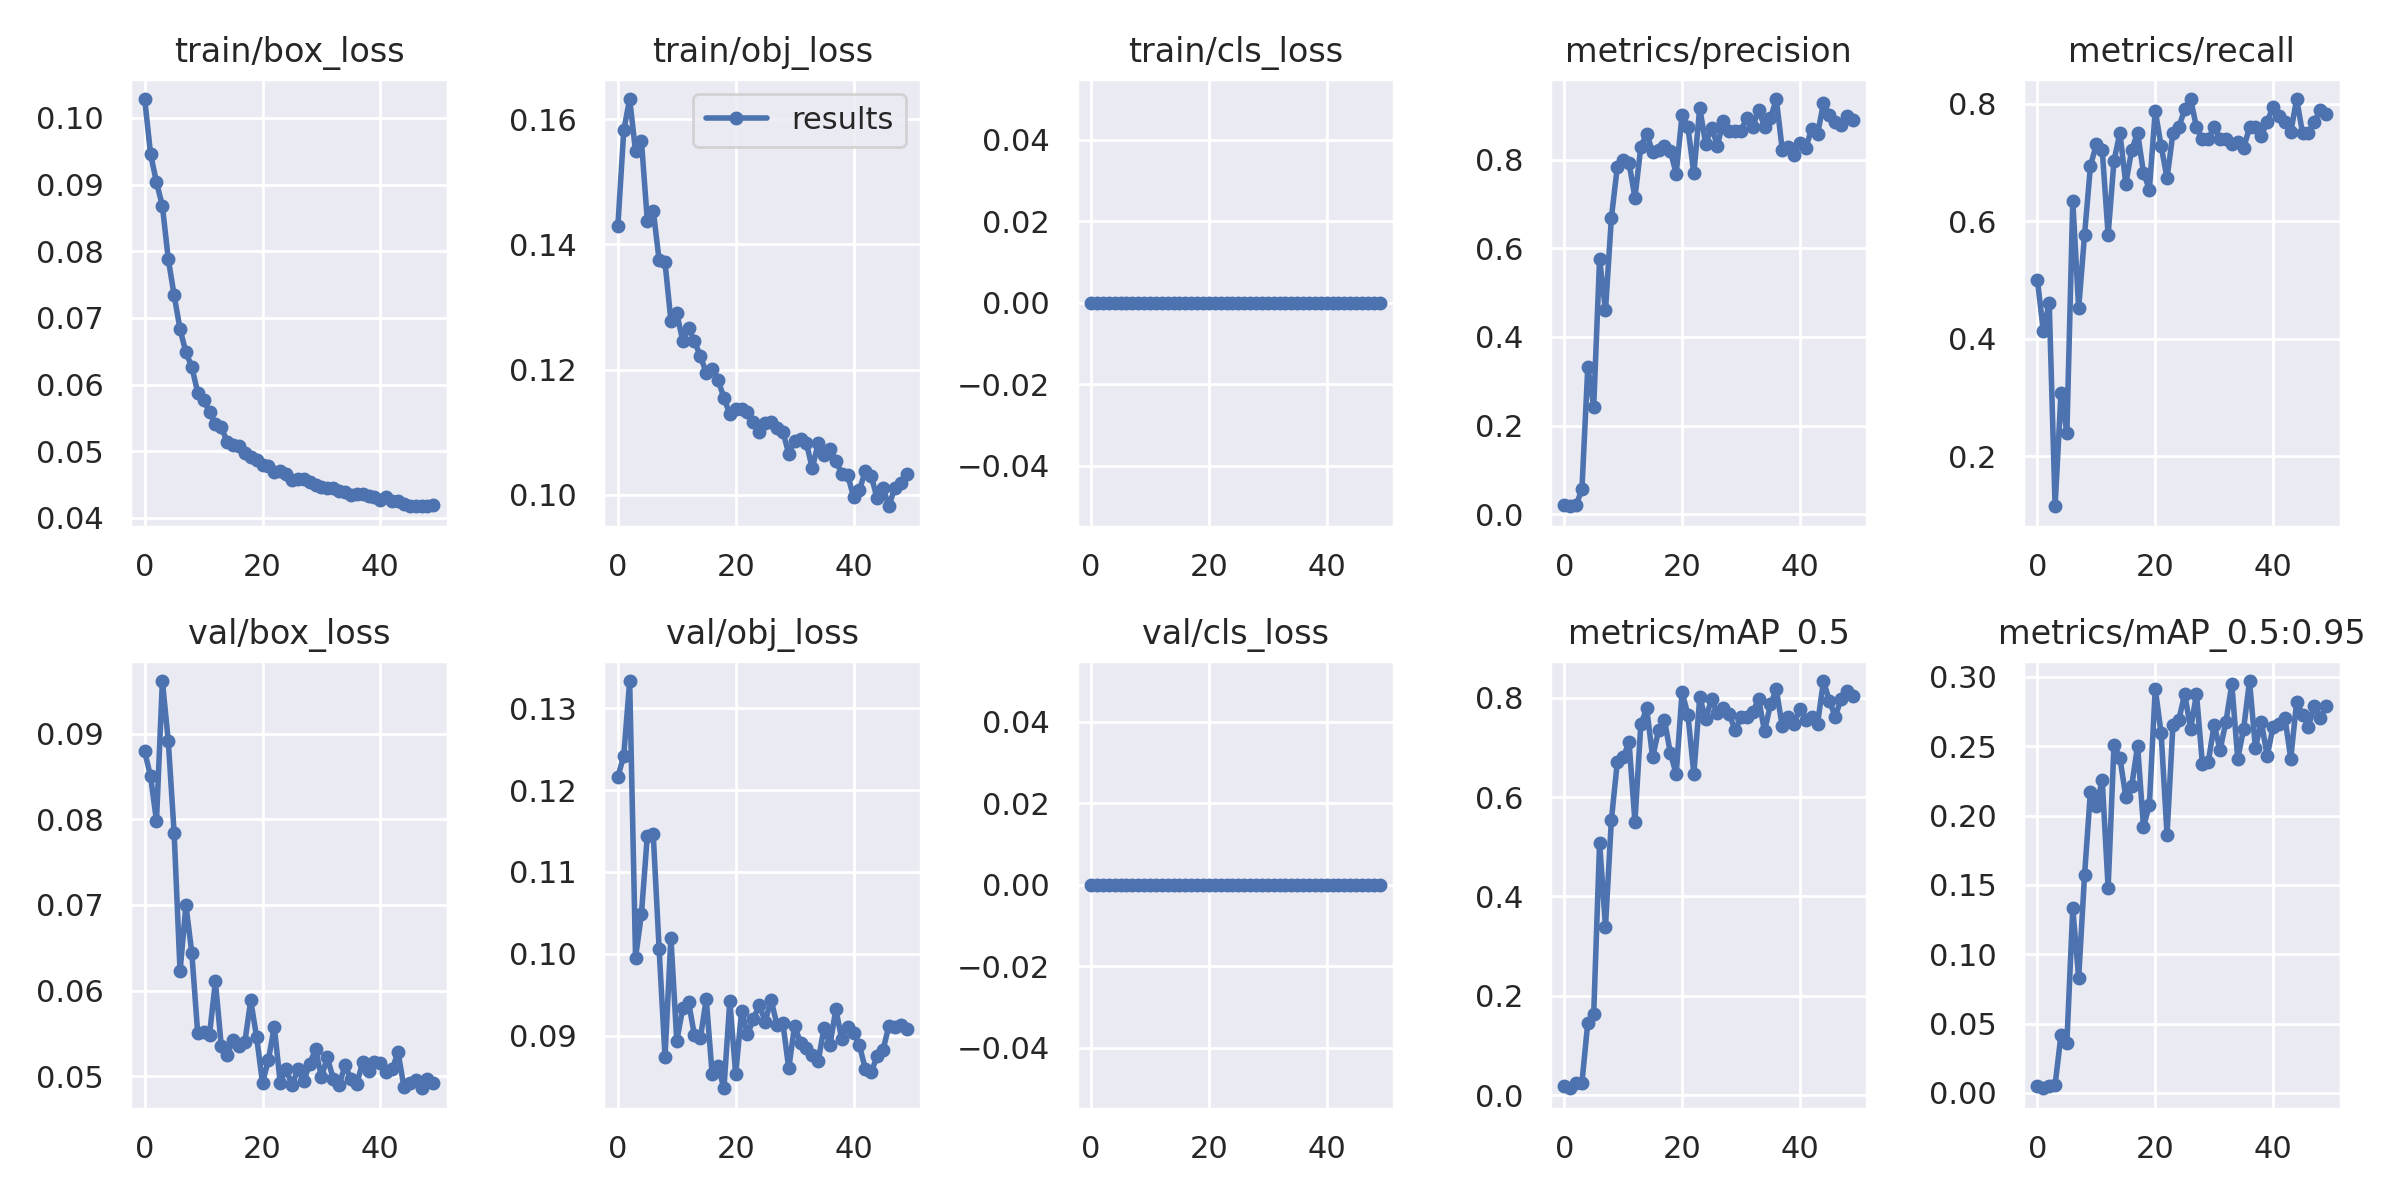 train/box_loss
0.10
0.09
0.08
0.07
0.06
0.05
0.04
0 20 40
train/obj_loss
results
0.16
0.14
0.12
0.10
0 20 40
train/cls_loss
0.04
0.02
0.00
−0.02
−0.04
0 20 40
metrics/precision
0.8
0.6
0.4
0.2
0.0
0 20 40
metrics/recall
0.8
0.6
0.4
0.2
0 20 40
val/box_loss
0.09
0.08
0.07
0.06
0.05
0 20 40
val/obj_loss
0.13
0.12
0.11
0.10
0.09
0 20 40
val/cls_loss
0.04
0.02
0.00
−0.02
−0.04
0 20 40
metrics/mAP_0.5
0.8
0.6
0.4
0.2
0.0
0 20 40
metrics/mAP_0.5:0.95
0.30
0.25
0.20
0.15
0.10
0.05
0.00
0 20 40